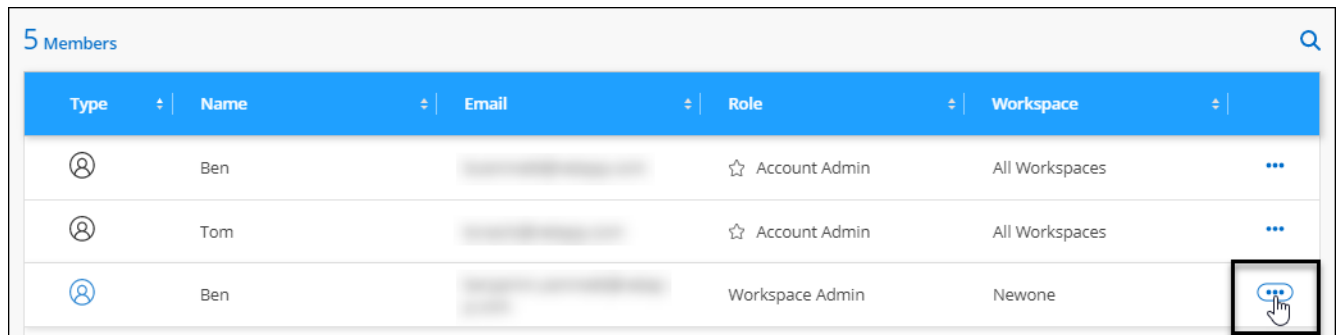 5 Members
Type Name Email Role Workspace
Ben Account Admin All Workspaces
Tom Account Admin All Workspaces
Ben Workspace Admin Newone